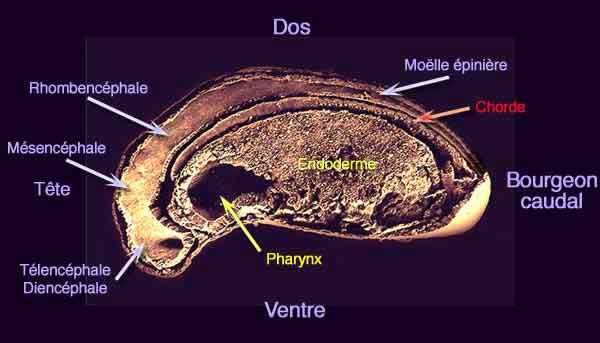 Dos
Moëlle épinière
Rhombencéphale
Chorde
Mésencéphale
Endoderme
Tête
Bourgeon
caudal
Pharynx
Télencéphale
Diencéphale
Ventre